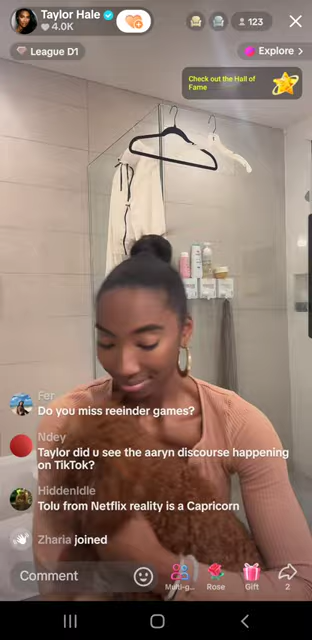 Taylor Hale
4.0K
123
League D1
Explore >
Check out the Hall of
Fame
Fer
Do you miss reeinder games?
Ndey
Taylor did u see the aaryn discourse happening
on TikTok?
HiddenIdle
Tolu from Netflix reality is a Capricorn
Zharia joined
Comment
Multi-g...
Rose
Gift
2